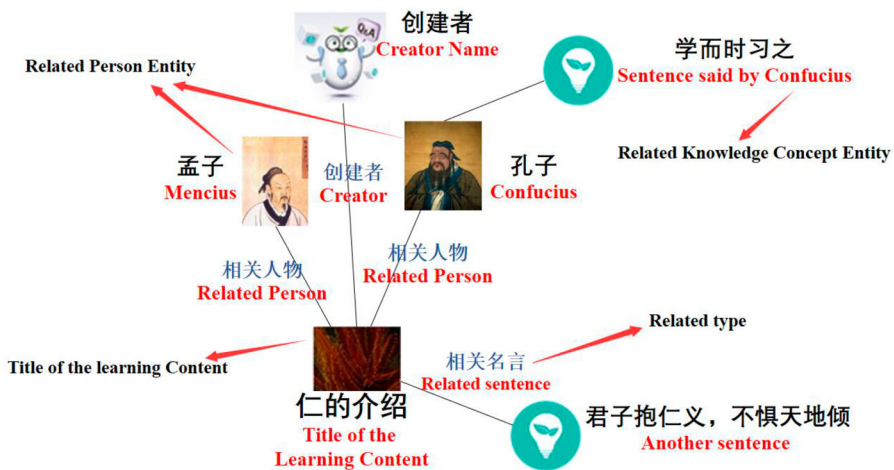 创建者
Creator Name
Q&A
学而时习之
Sentence said by Confucius
Related Person Entity
Related Knowledge Concept Entity
孟子
Mencius
创建者
Creator
孔子
Confucius
相关人物
Related Person
相关人物
Related Person
Related type
Title of the learning Content
相关名言
Related sentence
仁的介绍
Title of the
Learning Content
君子抱仁义，不惧天地倾
Another sentence